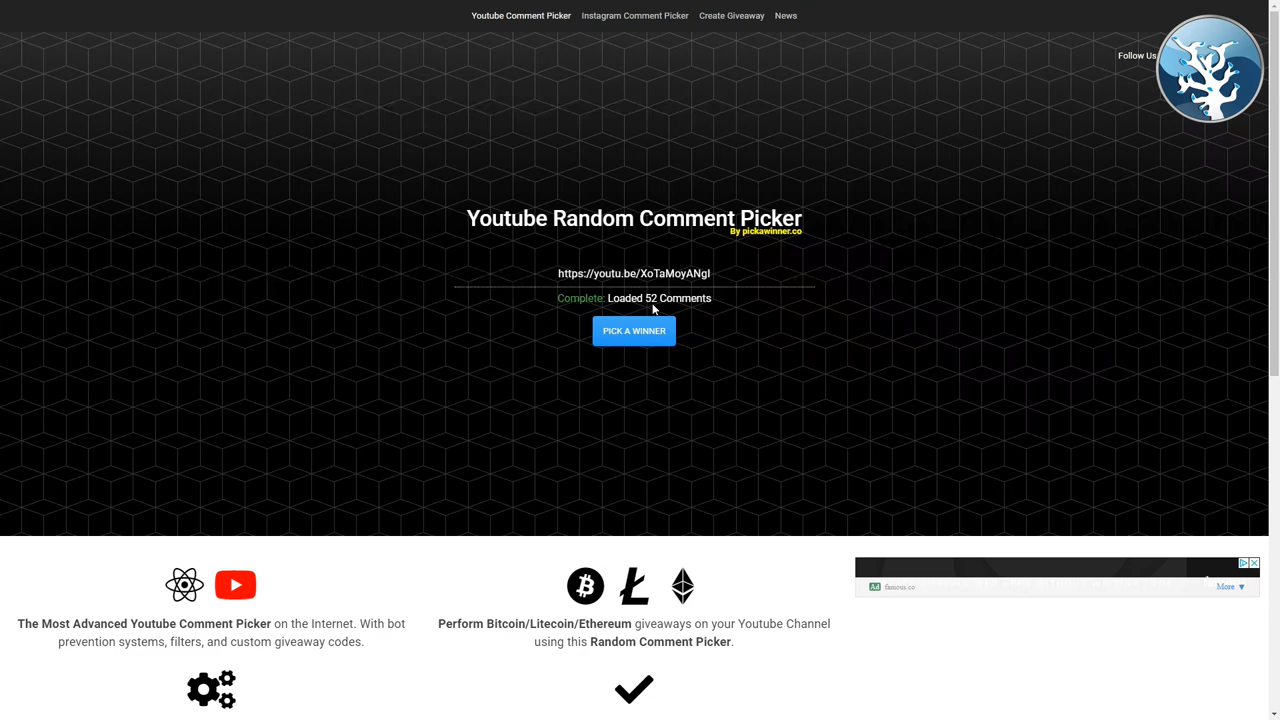 Youtube Comment Picker Instagram Comment Picker Create Giveaway News
Follow Us
Youtube Random Comment Picker
By pickawinner.co
https://youtu.be/XoTaMoyANgI
Complete: Loaded 52 Comments
PICK A WINNER
The Most Advanced Youtube Comment Picker on the Internet. With bot
prevention systems, filters, and custom giveaway codes.
Perform Bitcoin/Litecoin/Ethereum giveaways on your Youtube Channel
using this Random Comment Picker.
Ad famous.co More ▼